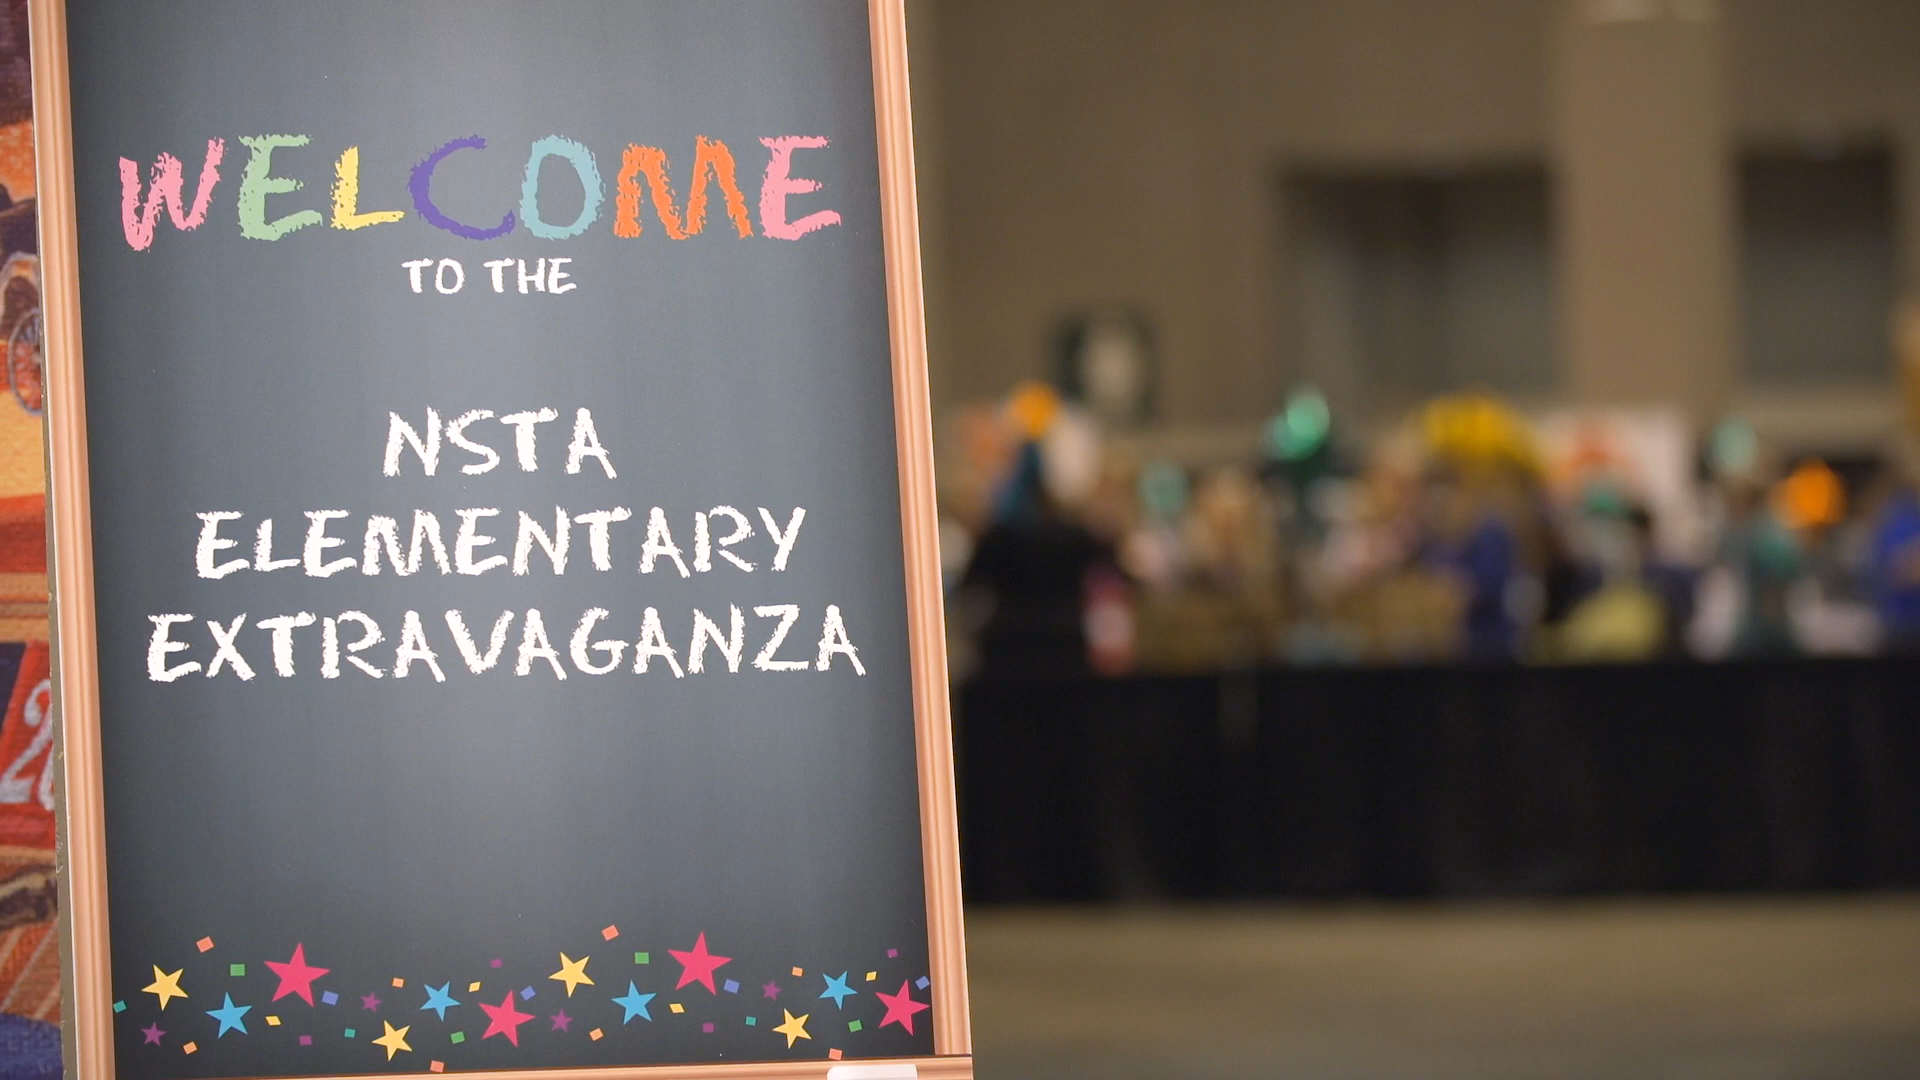 WELCOME
TO THE
NSTA
ELEMENTARY
EXTRAVAGANZA